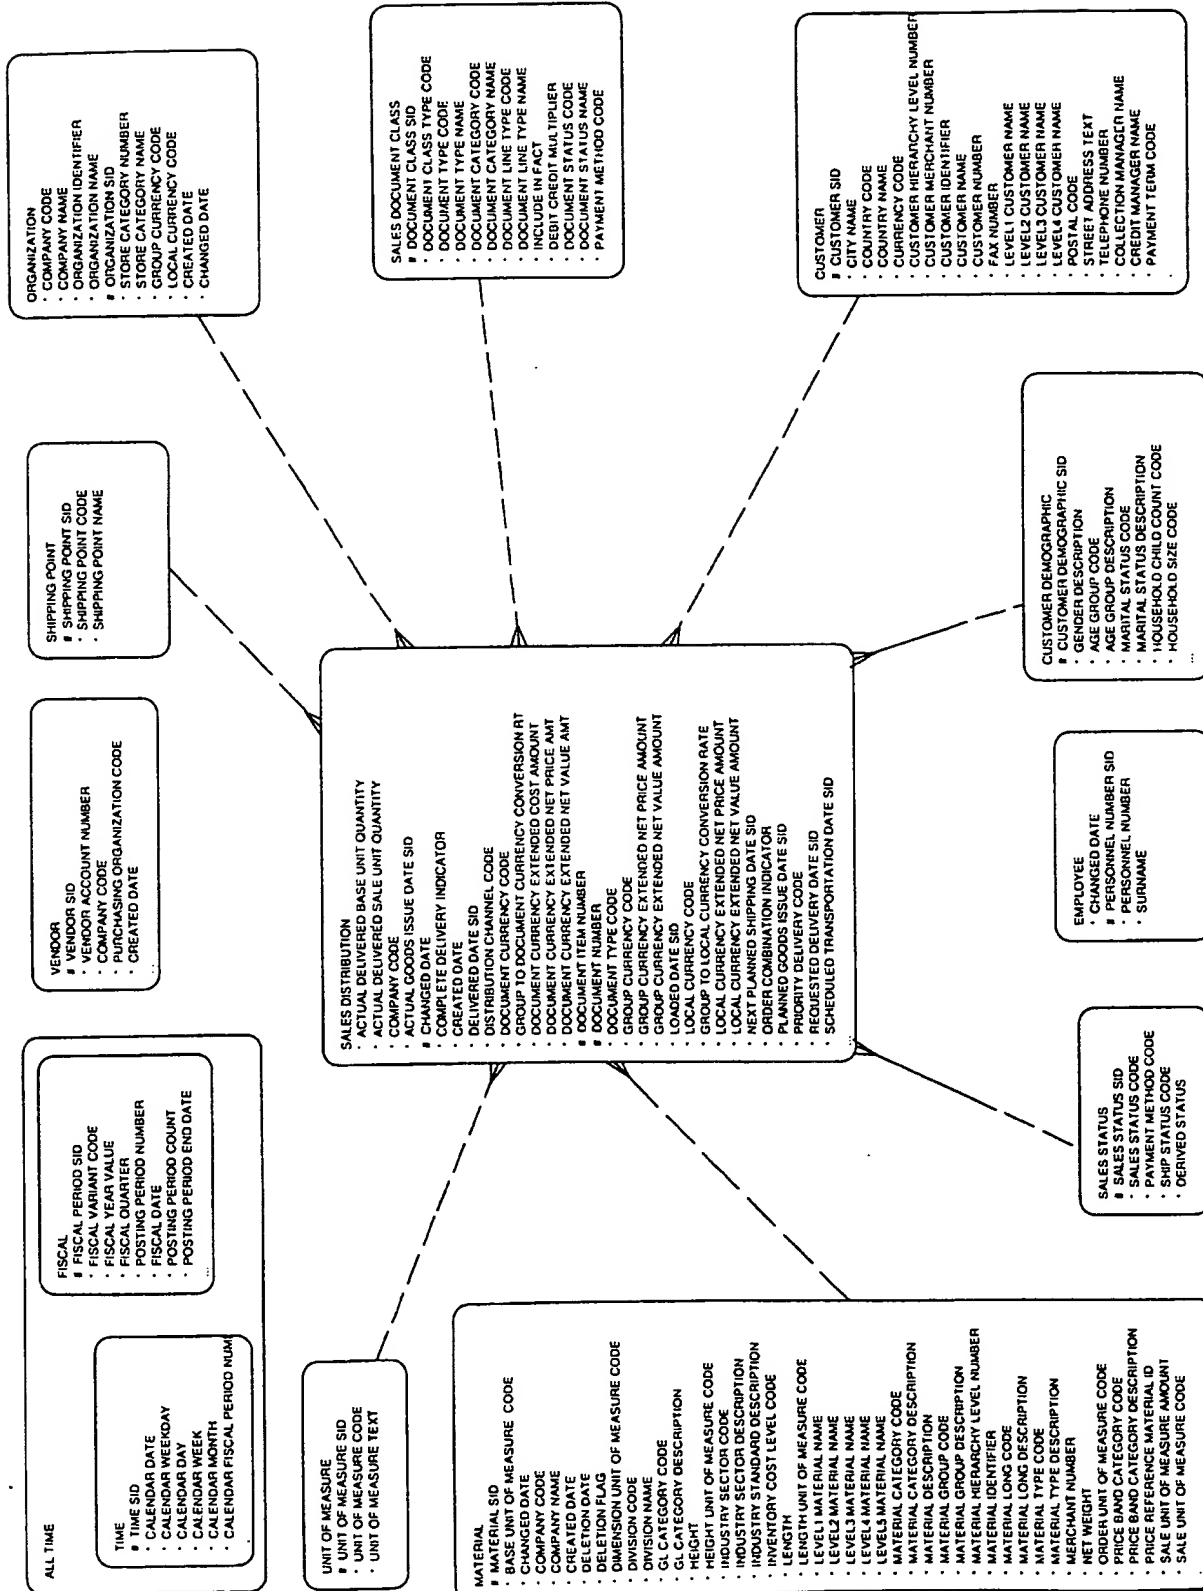 ALL TIME
TIME
# TIME SID
· CALENDAR DATE
· CALENDAR WEEKDAY
· CALENDAR DAY
· CALENDAR WEEK
· CALENDAR MONTH
· CALENDAR FISCAL PERIOD NUM
FISCAL
# FISCAL PERIOD SID
· FISCAL VARIANT CODE
· FISCAL YEAR VALUE
· FISCAL QUARTER
· POSTING PERIOD NUMBER
· FISCAL DATE
· POSTING PERIOD COUNT
· POSTING PERIOD END DATE
...
VENDOR
# VENDOR SID
· VENDOR ACCOUNT NUMBER
· COMPANY CODE
· PURCHASING ORGANIZATION CODE
· CREATED DATE
SHIPPING POINT
# SHIPPING POINT SID
· SHIPPING POINT CODE
· SHIPPING POINT NAME
ORGANIZATION
· COMPANY CODE
· COMPANY NAME
· ORGANIZATION IDENTIFIER
· ORGANIZATION NAME
# ORGANIZATION SID
· STORE CATEGORY NUMBER
· STORE CATEGORY NAME
· GROUP CURRENCY CODE
· LOCAL CURRENCY CODE
· CREATED DATE
· CHANGED DATE
UNIT OF MEASURE
# UNIT OF MEASURE SID
· UNIT OF MEASURE CODE
· UNIT OF MEASURE TEXT
SALES DISTRIBUTION
· ACTUAL DELIVERED BASE UNIT QUANTITY
· ACTUAL DELIVERED SALE UNIT QUANTITY
· COMPANY CODE
· ACTUAL GOODS ISSUE DATE SID
# CHANGED DATE
· COMPLETE DELIVERY INDICATOR
· CREATED DATE
· DELIVERED DATE SID
· DISTRIBUTION CHANNEL CODE
· DOCUMENT CURRENCY CODE
· GROUP TO DOCUMENT CURRENCY CONVERSION RT
· DOCUMENT CURRENCY EXTENDED COST AMOUNT
· DOCUMENT CURRENCY EXTENDED NET PRICE AMT
· DOCUMENT CURRENCY EXTENDED NET VALUE AMT
# DOCUMENT ITEM NUMBER
# DOCUMENT NUMBER
· DOCUMENT TYPE CODE
· GROUP CURRENCY CODE
· GROUP CURRENCY EXTENDED NET PRICE AMOUNT
· GROUP CURRENCY EXTENDED NET VALUE AMOUNT
· LOADED DATE SID
· LOCAL CURRENCY CODE
· GROUP TO LOCAL CURRENCY CONVERSION RATE
· LOCAL CURRENCY EXTENDED NET PRICE AMOUNT
· LOCAL CURRENCY EXTENDED NET VALUE AMOUNT
· NEXT PLANNED SHIPPING DATE SID
· ORDER COMBINATION INDICATOR
· PLANNED GOODS ISSUE DATE SID
· PRIORITY DELIVERY CODE
· REQUESTED DELIVERY DATE SID
· SCHEDULED TRANSPORTATION DATE SID
...
SALES DOCUMENT CLASS
# DOCUMENT CLASS SID
· DOCUMENT CLASS TYPE CODE
· DOCUMENT TYPE CODE
· DOCUMENT TYPE NAME
· DOCUMENT CATEGORY CODE
· DOCUMENT CATEGORY NAME
· DOCUMENT LINE TYPE CODE
· DOCUMENT LINE TYPE NAME
· INCLUDE IN FACT
· DEBIT CREDIT MULTIPLIER
· DOCUMENT STATUS CODE
· DOCUMENT STATUS NAME
· PAYMENT METHOD CODE
MATERIAL
# MATERIAL SID
· BASE UNIT OF MEASURE CODE
· CHANGED DATE
· COMPANY CODE
· COMPANY NAME
· CREATED DATE
· DELETION DATE
· DELETION FLAG
· DIMENSION UNIT OF MEASURE CODE
· DIVISION CODE
· DIVISION NAME
· GL CATEGORY CODE
· GL CATEGORY DESCRIPTION
· HEIGHT
· HEIGHT UNIT OF MEASURE CODE
· INDUSTRY SECTOR CODE
· INDUSTRY SECTOR DESCRIPTION
· INDUSTRY STANDARD DESCRIPTION
· INVENTORY COST LEVEL CODE
· LENGTH
· LENGTH UNIT OF MEASURE CODE
· LEVEL1 MATERIAL NAME
· LEVEL2 MATERIAL NAME
· LEVEL3 MATERIAL NAME
· LEVEL4 MATERIAL NAME
· LEVEL5 MATERIAL NAME
· MATERIAL CATEGORY CODE
· MATERIAL CATEGORY DESCRIPTION
· MATERIAL DESCRIPTION
· MATERIAL GROUP CODE
· MATERIAL GROUP DESCRIPTION
· MATERIAL HIERARCHY LEVEL NUMBER
· MATERIAL IDENTIFIER
· MATERIAL LONG CODE
· MATERIAL LONG DESCRIPTION
· MATERIAL TYPE CODE
· MATERIAL TYPE DESCRIPTION
· MERCHANT NUMBER
· NET WEIGHT
· ORDER UNIT OF MEASURE CODE
· PRICE BAND CATEGORY CODE
· PRICE BAND CATEGORY DESCRIPTION
· PRICE REFERENCE MATERIAL ID
· SALE UNIT OF MEASURE AMOUNT
· SALE UNIT OF MEASURE CODE
SALES STATUS
# SALES STATUS SID
· SALES STATUS CODE
· PAYMENT METHOD CODE
· SHIP STATUS CODE
· DERIVED STATUS
EMPLOYEE
· CHANGED DATE
# PERSONNEL NUMBER SID
· PERSONNEL NUMBER
· SURNAME
CUSTOMER DEMOGRAPHIC
# CUSTOMER DEMOGRAPHIC SID
· GENDER DESCRIPTION
· AGE GROUP CODE
· AGE GROUP DESCRIPTION
· MARITAL STATUS CODE
· MARITAL STATUS DESCRIPTION
· HOUSEHOLD CHILD COUNT CODE
· HOUSEHOLD SIZE CODE
...
CUSTOMER
# CUSTOMER SID
· CITY NAME
· COUNTRY CODE
· COUNTRY NAME
· CURRENCY CODE
· CUSTOMER HIERARCHY LEVEL NUMBER
· CUSTOMER MERCHANT NUMBER
· CUSTOMER IDENTIFIER
· CUSTOMER NAME
· CUSTOMER NUMBER
· FAX NUMBER
· LEVEL1 CUSTOMER NAME
· LEVEL2 CUSTOMER NAME
· LEVEL3 CUSTOMER NAME
· LEVEL4 CUSTOMER NAME
· POSTAL CODE
· STREET ADDRESS TEXT
· TELEPHONE NUMBER
· COLLECTION MANAGER NAME
· CREDIT MANAGER NAME
· PAYMENT TERM CODE